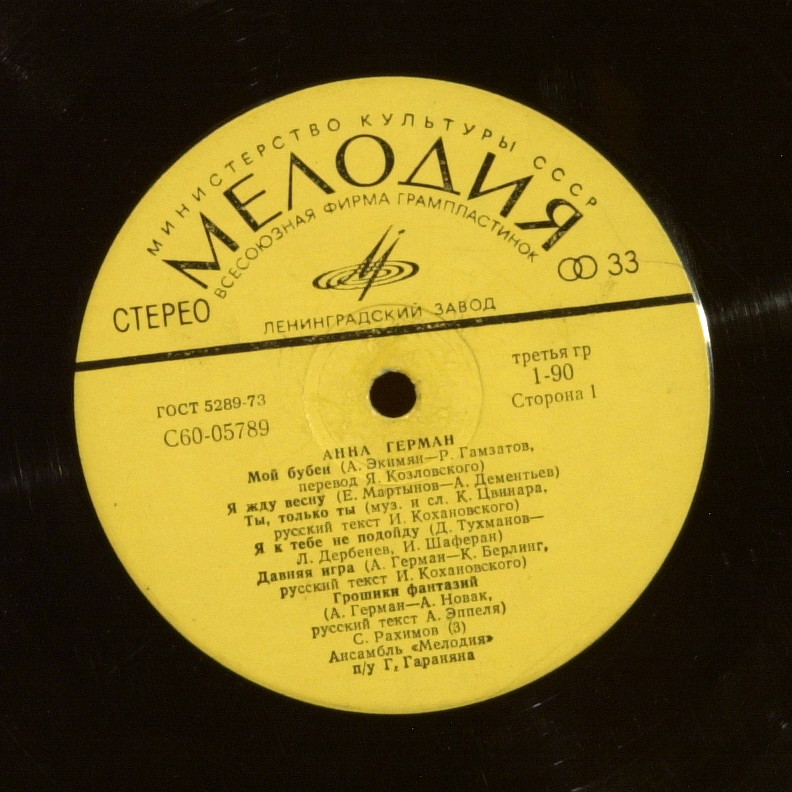 МИНИСТЕРСТВО КУЛЬТУРЫ СССР
МЕЛОДИЯ
ВСЕСОЮЗНАЯ ФИРМА ГРАМПЛАСТИНОК
СТЕРЕО
33
ЛЕНИНГРАДСКИЙ ЗАВОД
ГОСТ 5289-73
С60-05789
третья гр
1-90
Сторона 1
АННА ГЕРМАН
Мой бубен (А. Экимян—Р. Гамзатов,
перевод Я. Козловского)
Я жду весну (Е. Мартынов—А. Дементьев)
Ты, только ты (муз. и сл. К. Цвинара,
русский текст И. Кохановского)
Я к тебе не подойду (Д. Тухманов—
Л. Дербенев, И. Шаферан)
Давняя игра (А. Герман—К. Берлинг,
русский текст И. Кохановского)
Грошики фантазий
(А. Герман—А. Новак,
русский текст А. Эппеля)
С. Рахимов (3)
Ансамбль «Мелодия»
п/у Г. Гараняна